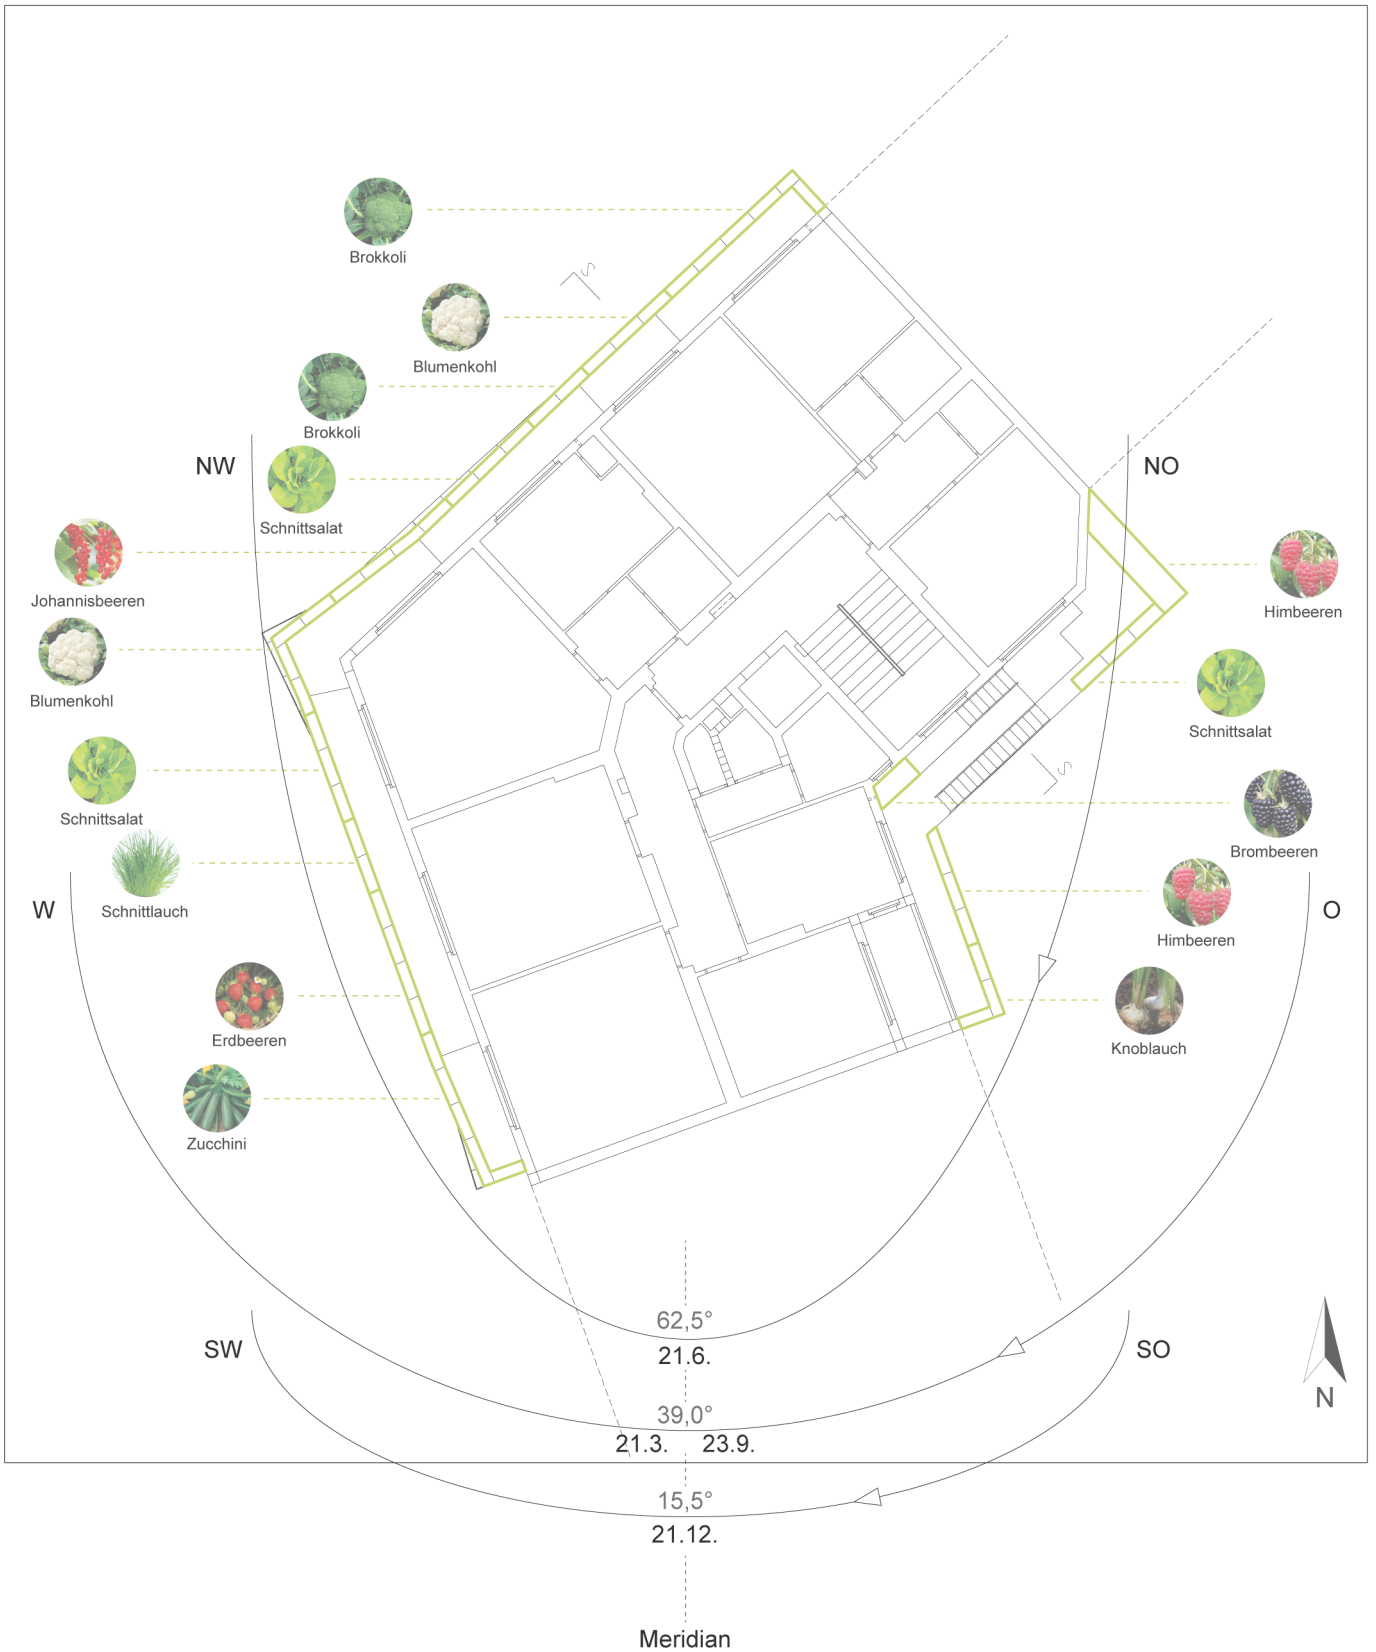 Brokkoli
Blumenkohl
Brokkoli
NW
NO
Schnittsalat
Johannisbeeren
Himbeeren
Blumenkohl
Schnittsalat
Schnittsalat
Brombeeren
Schnittlauch
W
O
Himbeeren
Erdbeeren
Knoblauch
Zucchini
62,5°
SW
21.6.
SO
N
39,0°
21.3.
23.9.
15,5°
21.12.
Meridian
S
S